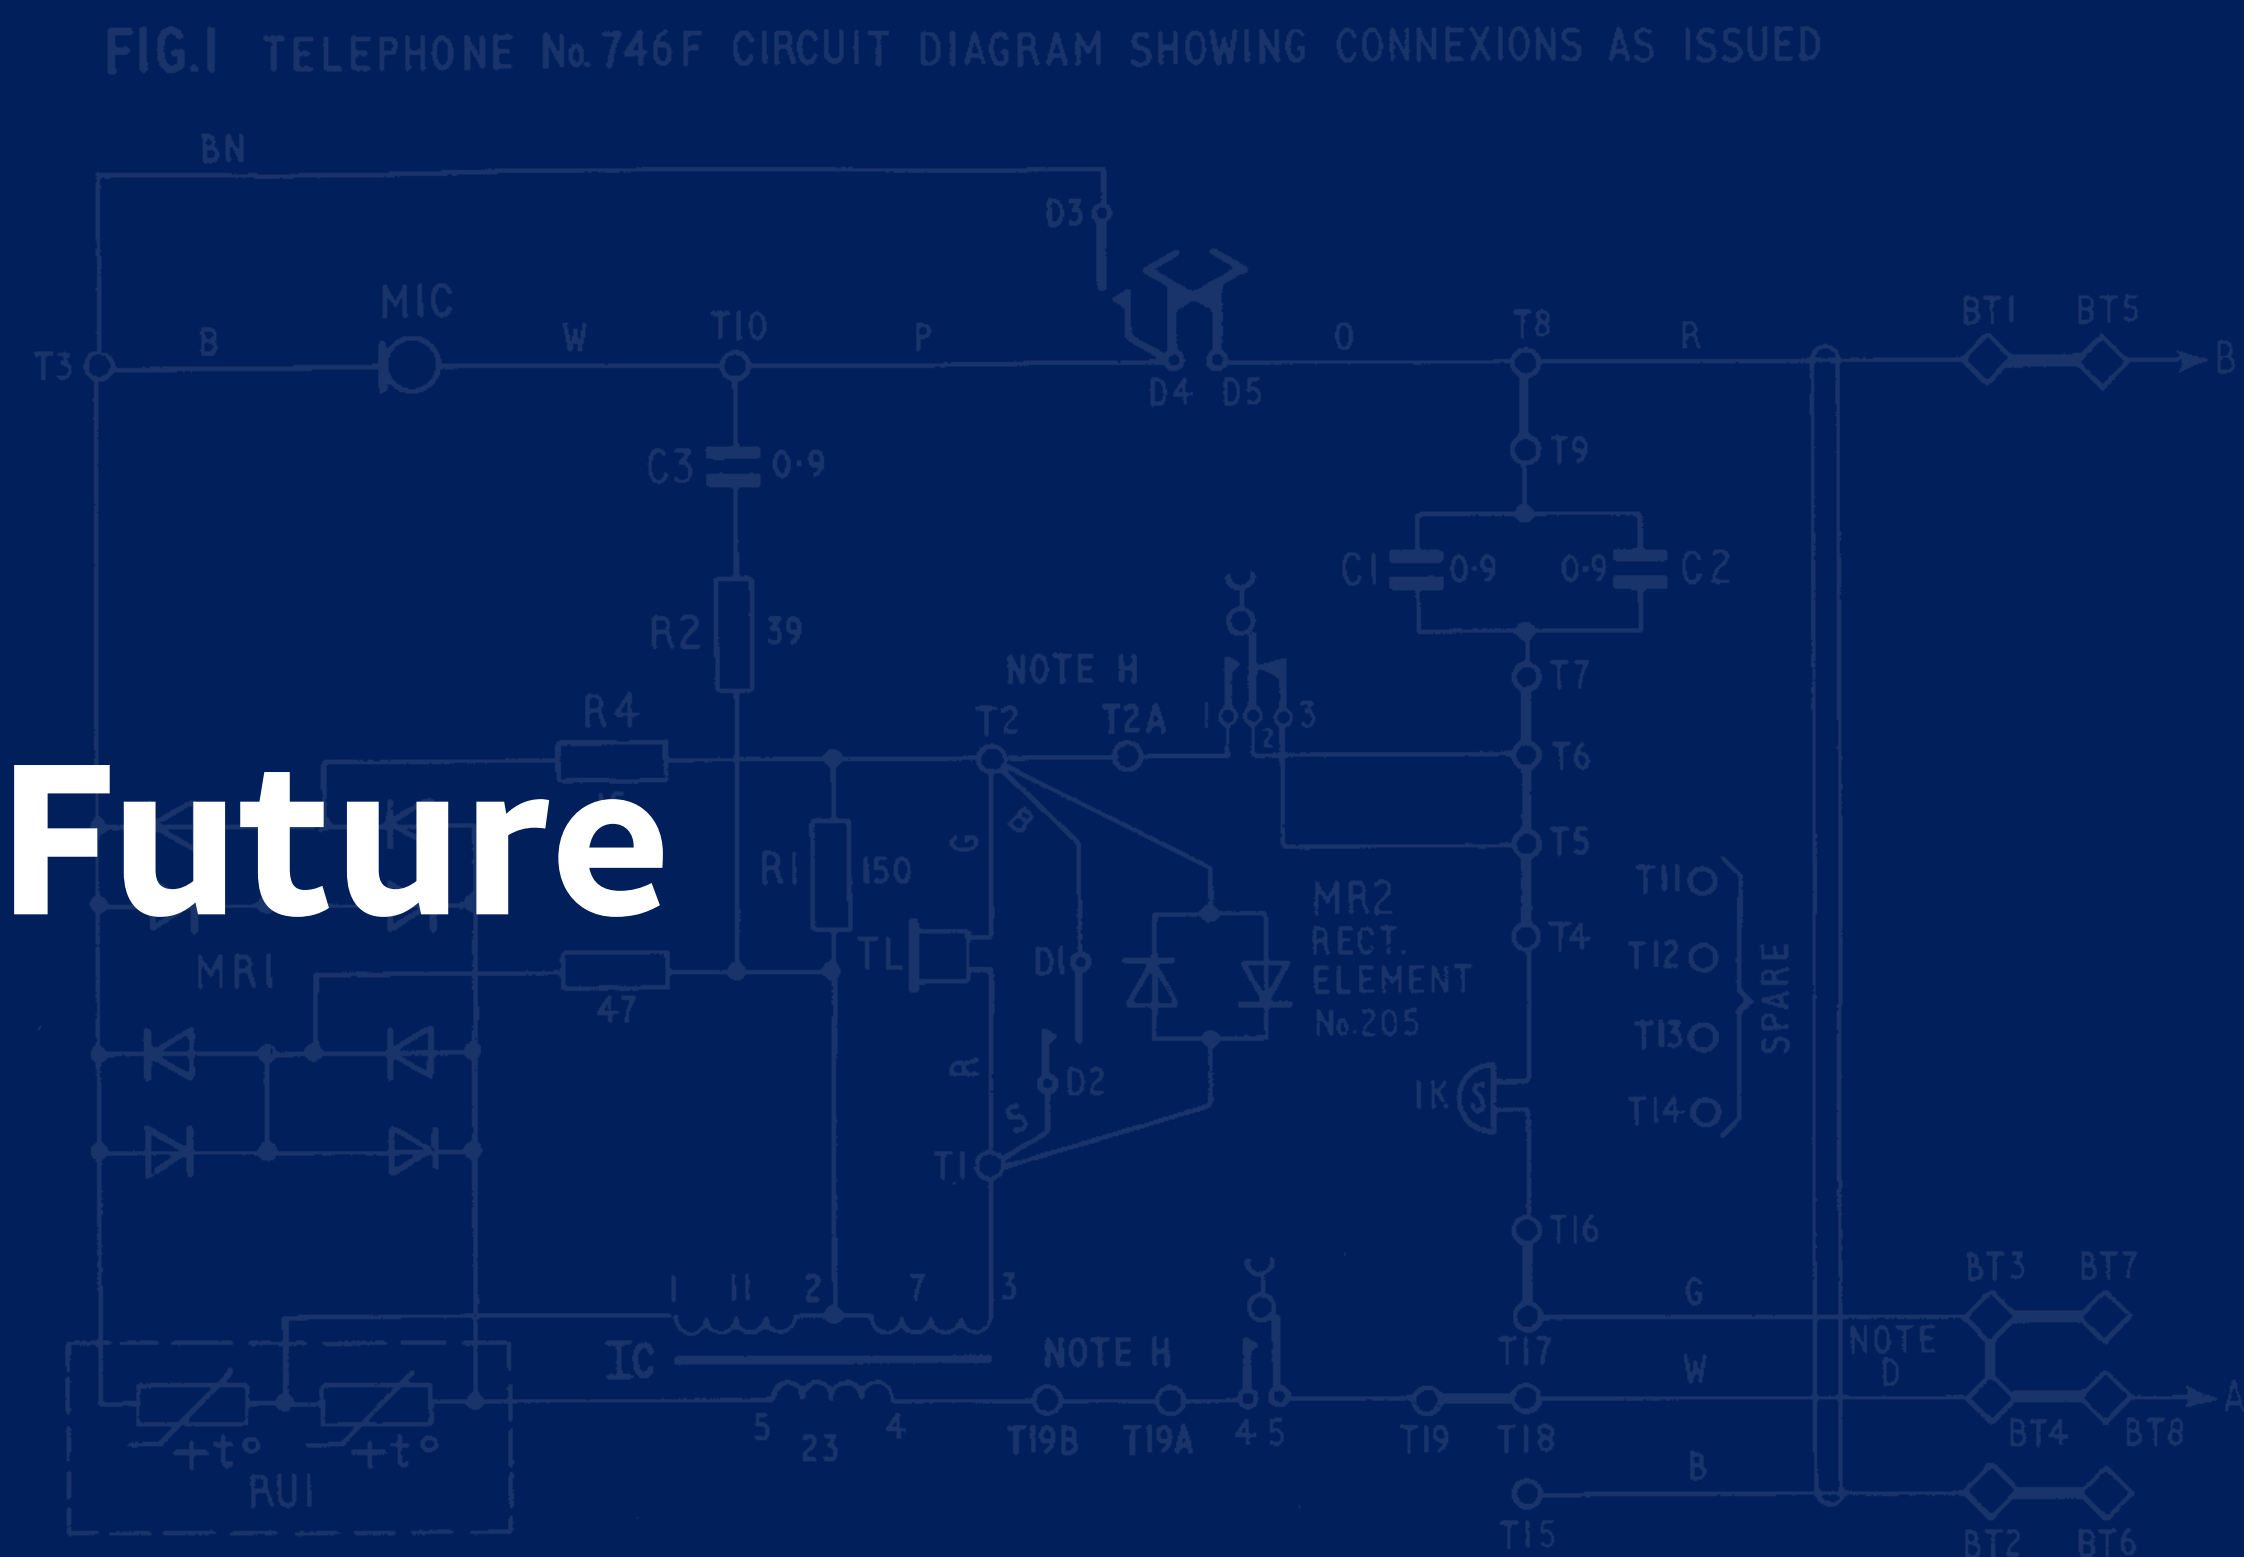 FIG.1 TELEPHONE No. 746F CIRCUIT DIAGRAM SHOWING CONNEXIONS AS ISSUED
BN
D3
MIC
T3 B W T10 P O T8 R BT1 BT5 B
D4 D5
T9
C3 0·9
C1 0·9 0·9 C2
R2 39
NOTE H
T7
R4 T2 T2A 1 2 3
T6
Future
B
G
T5
R1 150
T11
MR2
RECT.
ELEMENT
No.205
T4
TL D1
T12
SPARE
MR1
47
T13
R
D2
1K S
T14
S
T1
T16
BT3 BT7
1 11 2 7 3
G
IC NOTE H T17 NOTE
D
W
A
5 4
23
T19B T19A 4 5 T19 T18 BT4 BT8
+t° +t°
RU1
B
T15 BT2 BT6